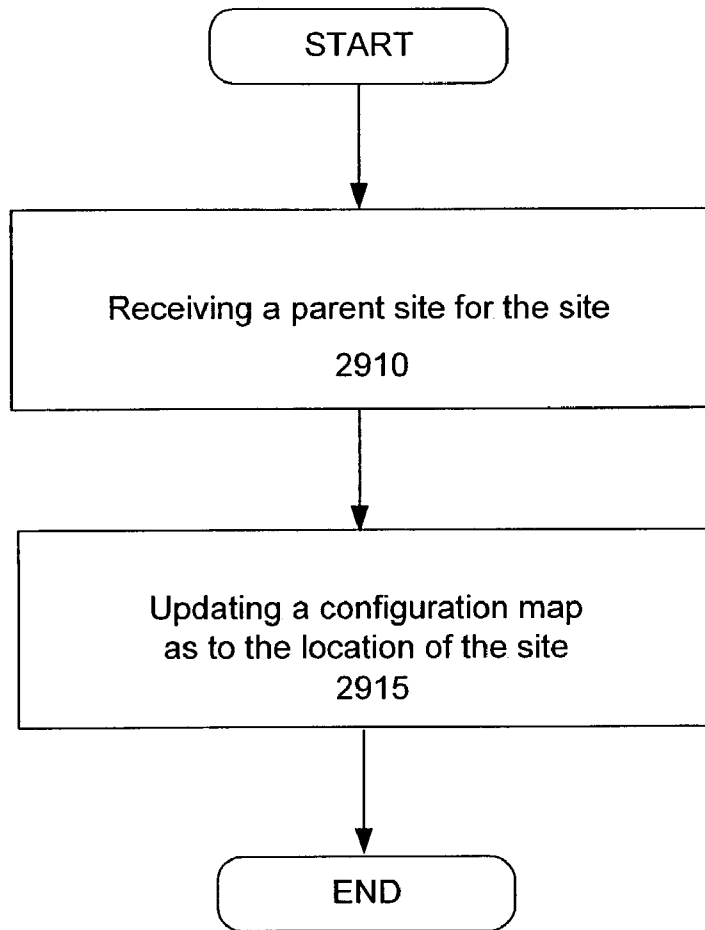 START
Receiving a parent site for the site
2910
Updating a configuration map
as to the location of the site
2915
END